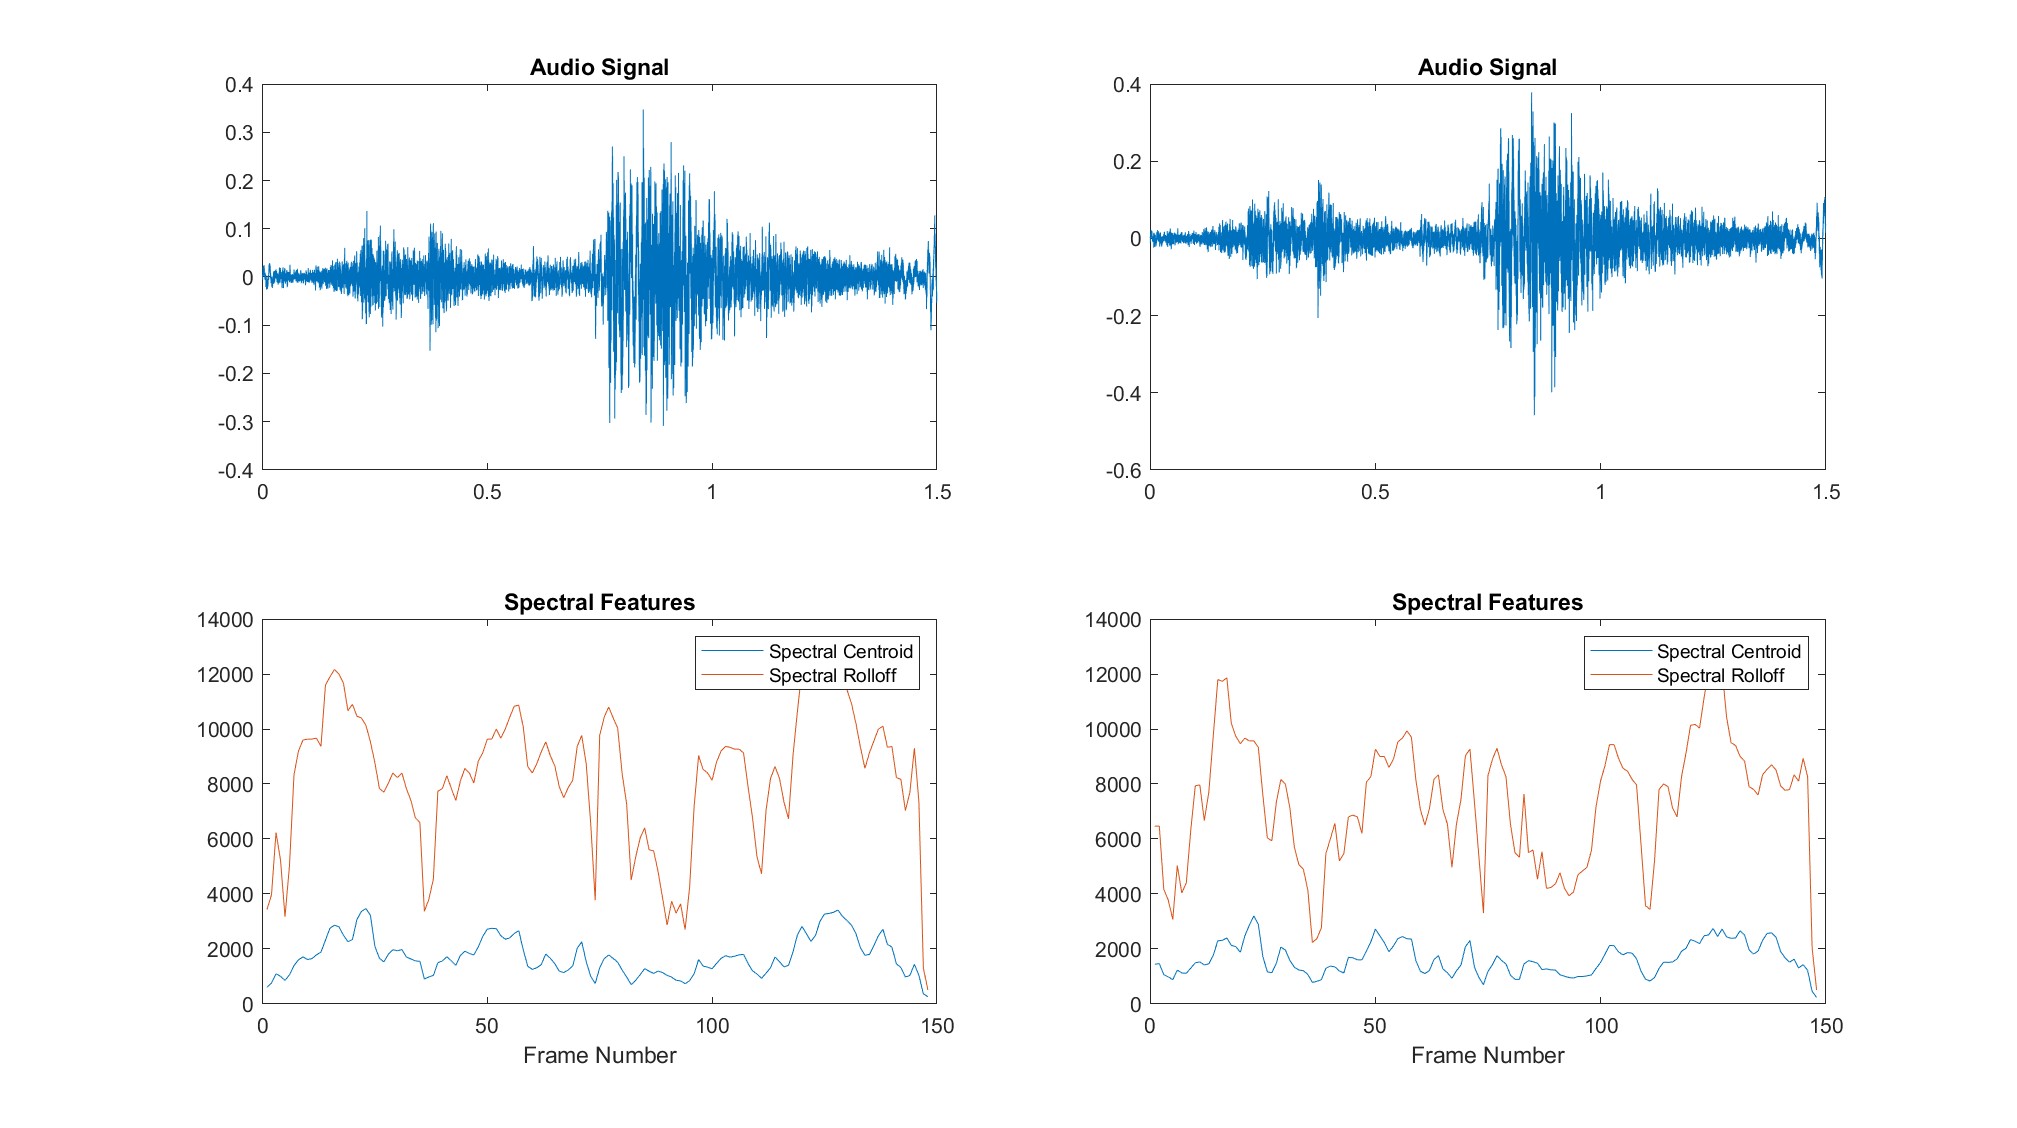 Audio Signal
0.4
0.3
0.2
0.1
0
-0.1
-0.2
-0.3
-0.4
0 0.5 1 1.5
Audio Signal
0.4
0.2
0
-0.2
-0.4
-0.6
0 0.5 1 1.5
Spectral Features
14000
12000
10000
8000
6000
4000
2000
0
Spectral Centroid
Spectral Rolloff
0 50 100 150
Frame Number
Spectral Features
14000
12000
10000
8000
6000
4000
2000
0
Spectral Centroid
Spectral Rolloff
0 50 100 150
Frame Number